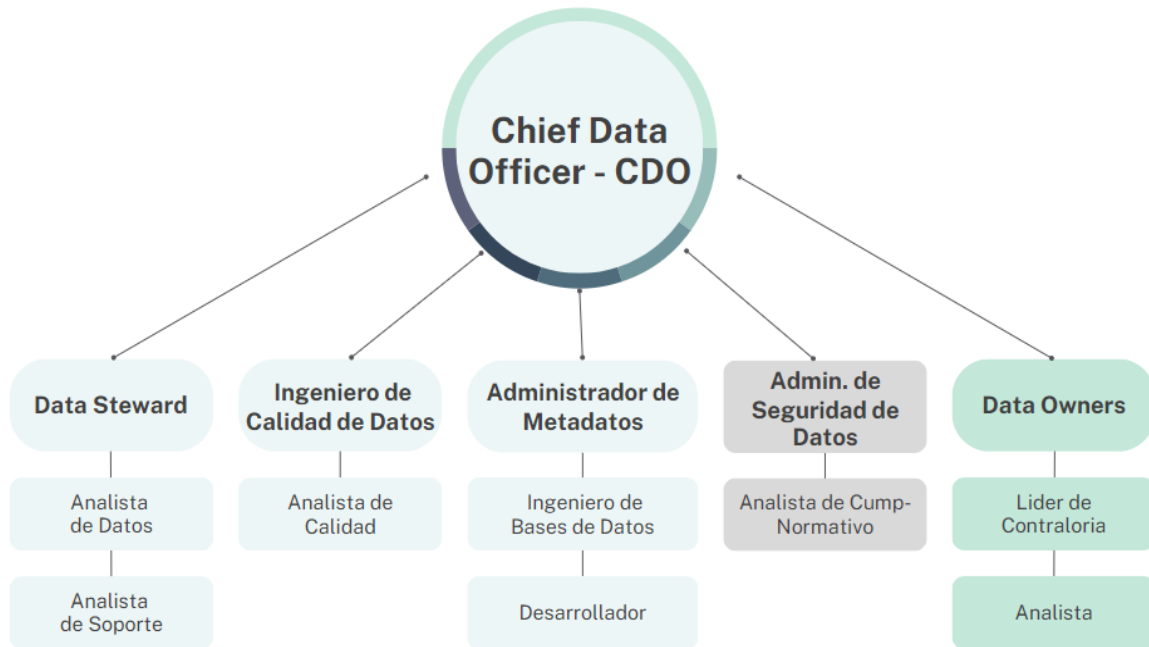 Chief Data
Officer - CDO
Data Steward
Ingeniero de
Calidad de Datos
Administrador de
Metadatos
Admin. de
Seguridad de
Datos
Data Owners
Analista
de Datos
Analista de
Calidad
Ingeniero de
Bases de Datos
Analista de Cump-
Normativo
Lider de
Contraloria
Analista
de Soporte
Desarrollador
Analista